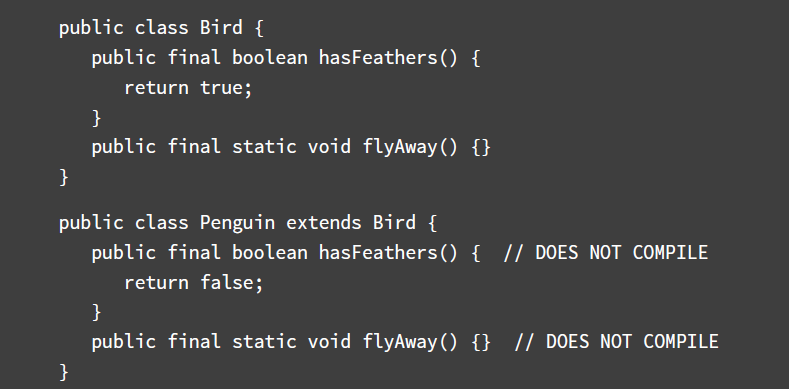 public class Bird {
   public final boolean hasFeathers() {
      return true;
   }
   public final static void flyAway() {}
}
public class Penguin extends Bird {
   public final boolean hasFeathers() {  // DOES NOT COMPILE
      return false;
   }
   public final static void flyAway() {}  // DOES NOT COMPILE
}